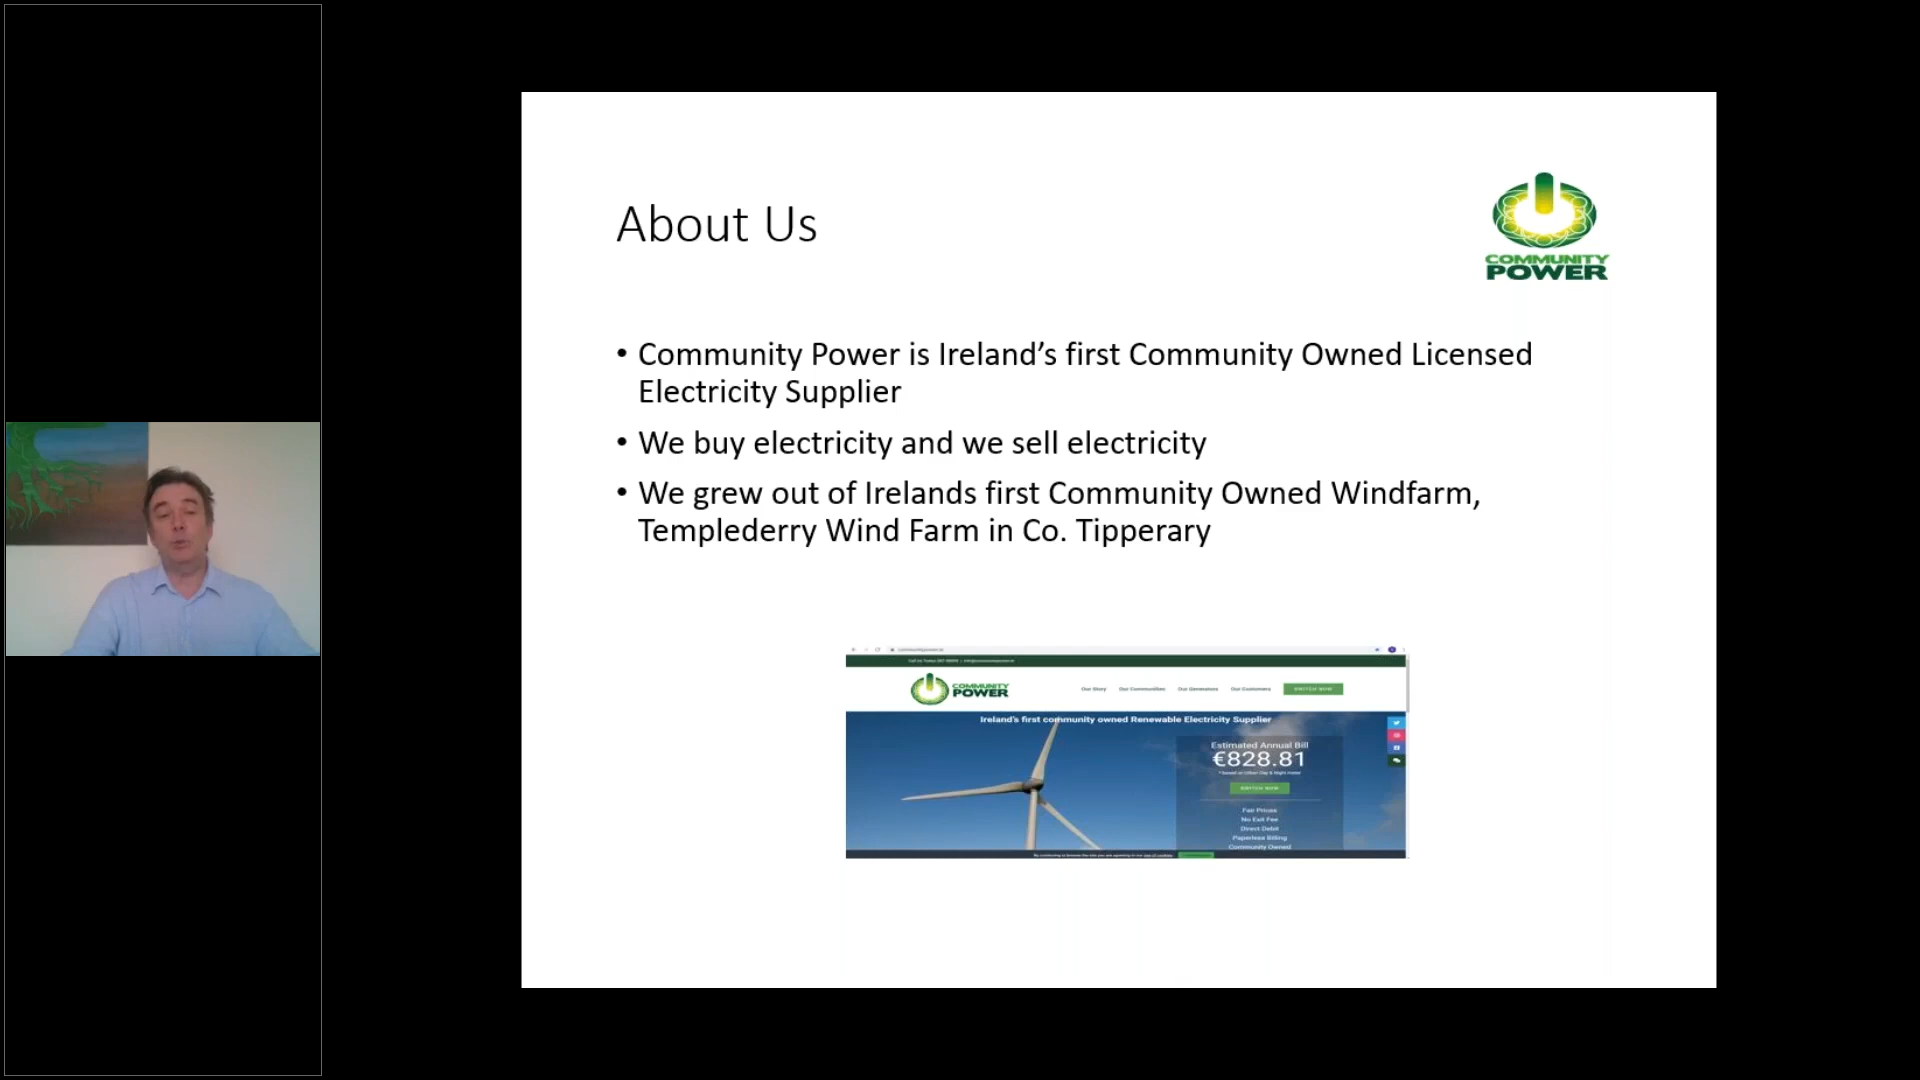 About Us
COMMUNITY
POWER
• Community Power is Ireland’s first Community Owned Licensed
Electricity Supplier
• We buy electricity and we sell electricity
• We grew out of Irelands first Community Owned Windfarm,
Templederry Wind Farm in Co. Tipperary
COMMUNITY
POWER
Our Story Our Communities Our Generators Our Customers SWITCH NOW
Ireland's first community owned Renewable Electricity Supplier
Estimated Annual Bill
€828.81
SWITCH NOW
Fair Prices
No Exit Fee
Direct Debit
Paperless Billing
Community Owned